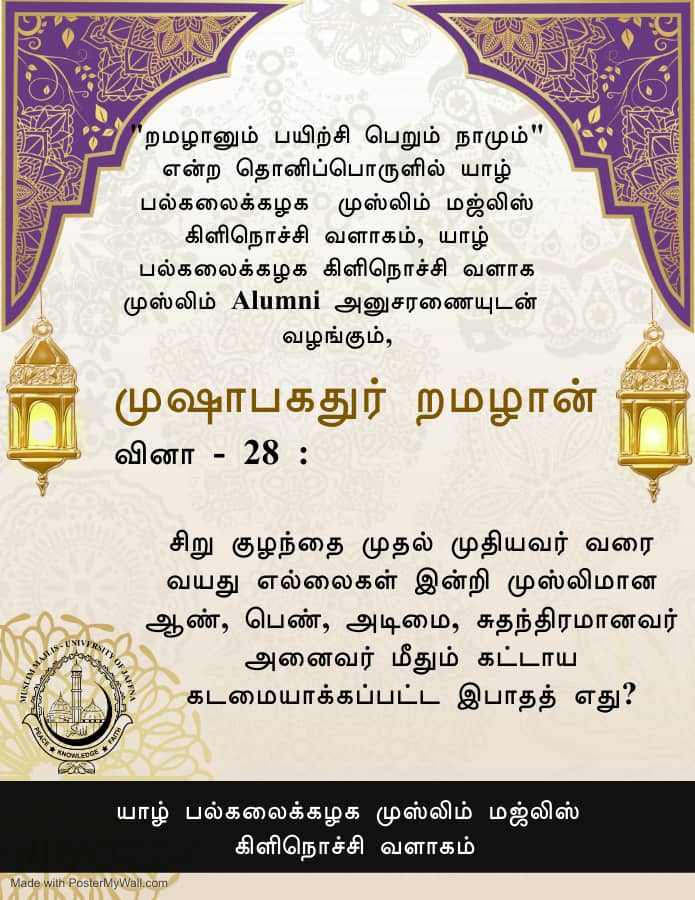 "றமழானும் பயிற்சி பெறும் நாமும்"
என்ற தொனிப்பொருளில் யாழ்
பல்கலைக்கழக முஸ்லிம் மஜ்லிஸ்
கிளிநொச்சி வளாகம், யாழ்
பல்கலைக்கழக கிளிநொச்சி வளாக
முஸ்லிம் Alumni அனுசரணையுடன்
வழங்கும்,
முஷாபகதுர் றமழான்
வினா - 28 :
சிறு குழந்தை முதல் முதியவர் வரை
வயது எல்லைகள் இன்றி முஸ்லிமான
ஆண், பெண், அடிமை, சுதந்திரமானவர்
அனைவர் மீதும் கட்டாய
கடமையாக்கப்பட்ட இபாதத் எது?
MUSLIM MAJLIS - UNIVERSITY OF JAFFNA
PEACE ★ KNOWLEDGE ★ FAITH
யாழ் பல்கலைக்கழக முஸ்லிம் மஜ்லிஸ்
கிளிநொச்சி வளாகம்
Made with PosterMyWall.com